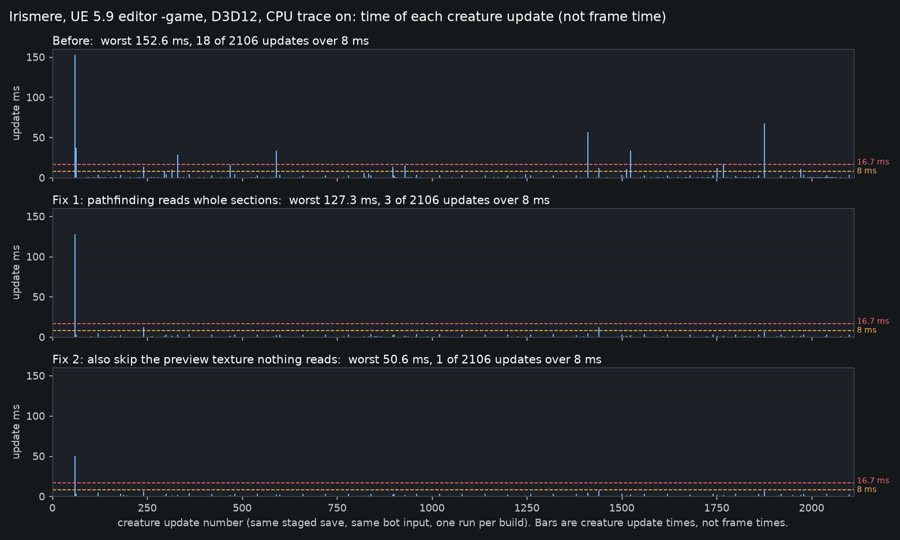 Irismere, UE 5.9 editor -game, D3D12, CPU trace on: time of each creature update (not frame time)
Before:  worst 152.6 ms, 18 of 2106 updates over 8 ms
update ms
150
100
50
0
16.7 ms
8 ms
Fix 1: pathfinding reads whole sections:  worst 127.3 ms, 3 of 2106 updates over 8 ms
update ms
150
100
50
0
16.7 ms
8 ms
Fix 2: also skip the preview texture nothing reads:  worst 50.6 ms, 1 of 2106 updates over 8 ms
update ms
150
100
50
0
16.7 ms
8 ms
0 250 500 750 1000 1250 1500 1750 2000
creature update number (same staged save, same bot input, one run per build). Bars are creature update times, not frame times.